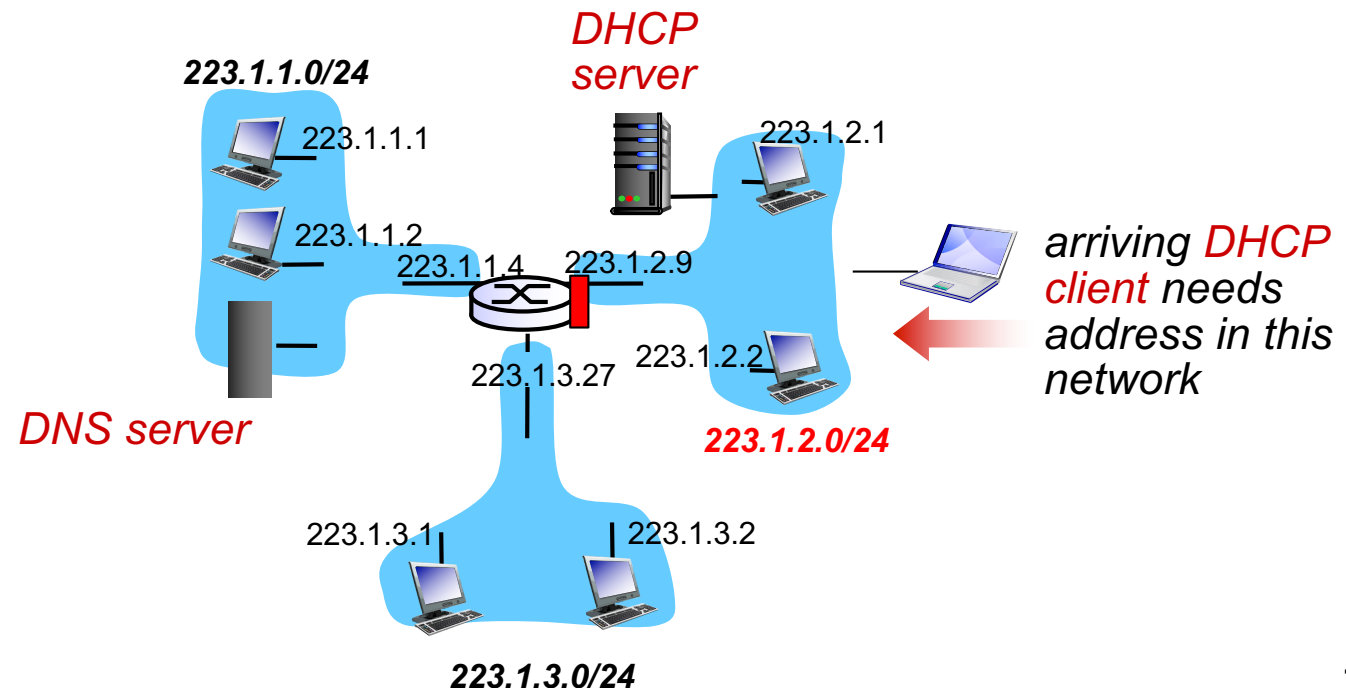 DHCP
server
223.1.1.0/24
223.1.1.1
223.1.2.1
223.1.1.2
223.1.1.4
223.1.2.9
arriving DHCP
client needs
address in this
network
223.1.2.2
223.1.3.27
DNS server
223.1.2.0/24
223.1.3.1
223.1.3.2
223.1.3.0/24